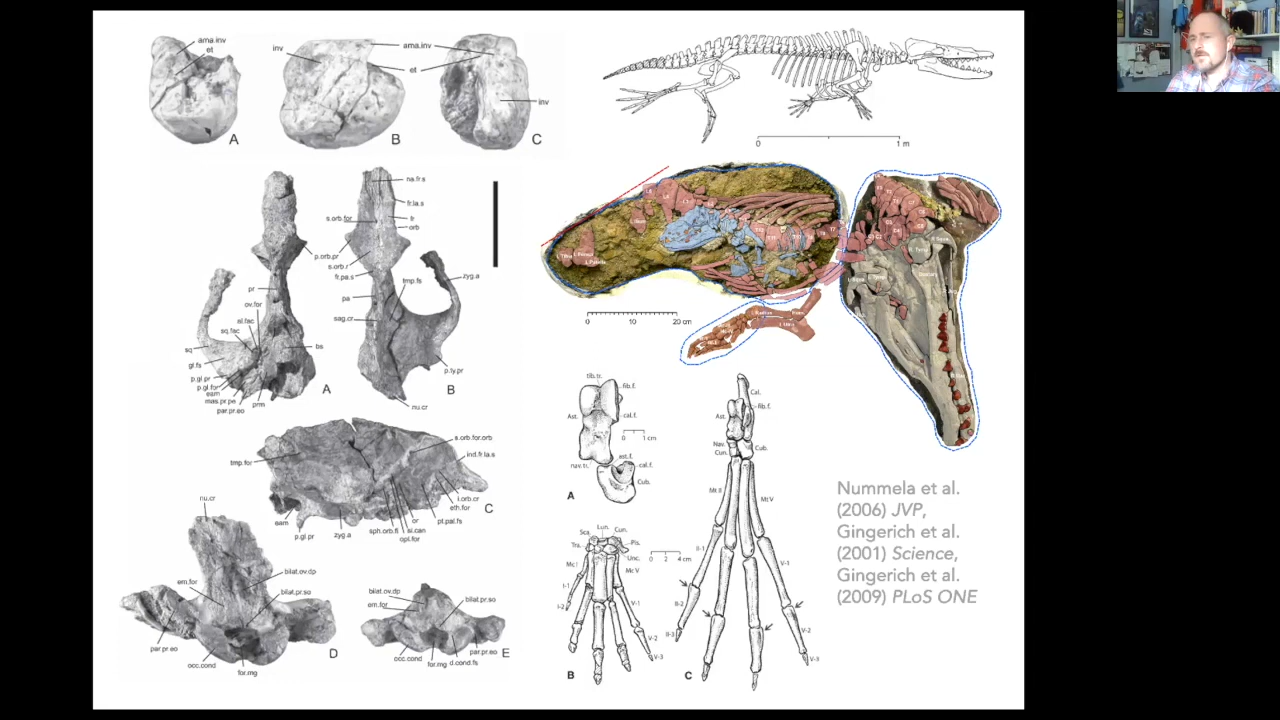 ama.inv
et
A
inv
ama.inv
et
B
inv
C
0
1 m
na.fr.s
fr.la.s
fr
s.orb.for
orb
p.orb.pr
s.orb.r
fr.pa.s
tmp.fs
zyg.a
pr
pa
ov.for
sag.cr
al.fac
sq.fac
sq
bs
gl.fs
p.gl.pr
p.gl.for
eam
mas.pr.pe
par.pr.eo
prm
A
p.ty.pr
B
nu.cr
0
10
20 cm
s.orb.for.orb
tmp.for
ind.fr.la.s
i.orb.cr
eth.for
C
eam
or
pt.pal.fs
p.gl.pr
zyg.a
sph.orb.fi
al.can
opl.for
nu.cr
em.for
bilat.ov.dp
bilat.pr.so
par.pr.eo
occ.cond
for.mg
D
bilat.ov.dp
em.for
bilat.pr.so
occ.cond
for.mg
d.cond.fs
par.pr.eo
E
tib.tr.
fib.f.
Ast.
cal.f.
0
1 cm
nav.tr.
est.f.
cal.f.
Cub.
A
Lun.
Cun.
Sca.
Tra.
Pis.
Unc.
Mc I
Mc V
0 2 4 cm
I-1
I-2
V-1
V-2
V-3
B
Cal.
fib.f.
Ast.
Nav.
Cun.
Cub.
Mt II
Mt V
II-1
V-1
II-2
V-2
II-3
V-3
C
Nummela et al.
(2006) JVP,
Gingerich et al.
(2001) Science,
Gingerich et al.
(2009) PLoS ONE